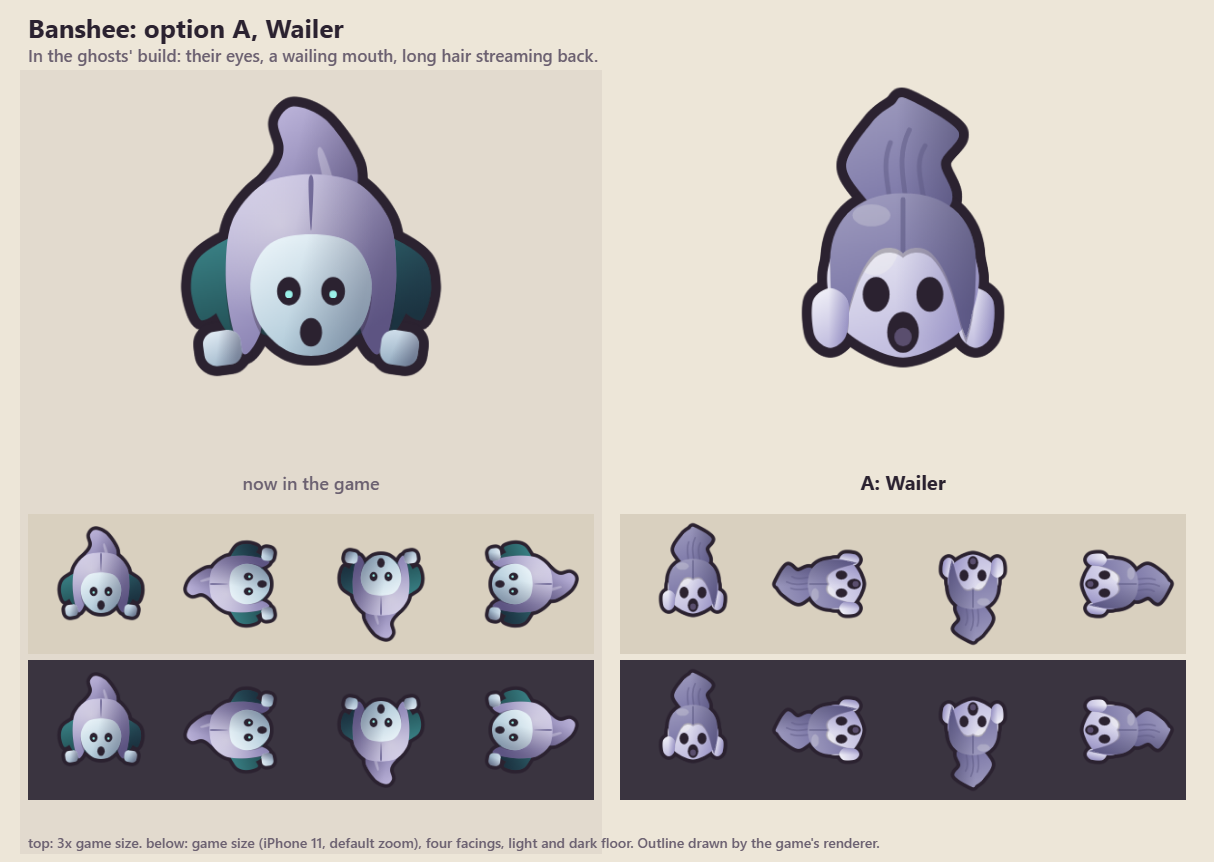 Banshee: option A, Wailer
In the ghosts' build: their eyes, a wailing mouth, long hair streaming back.
now in the game
A: Wailer
top: 3x game size. below: game size (iPhone 11, default zoom), four facings, light and dark floor. Outline drawn by the game's renderer.